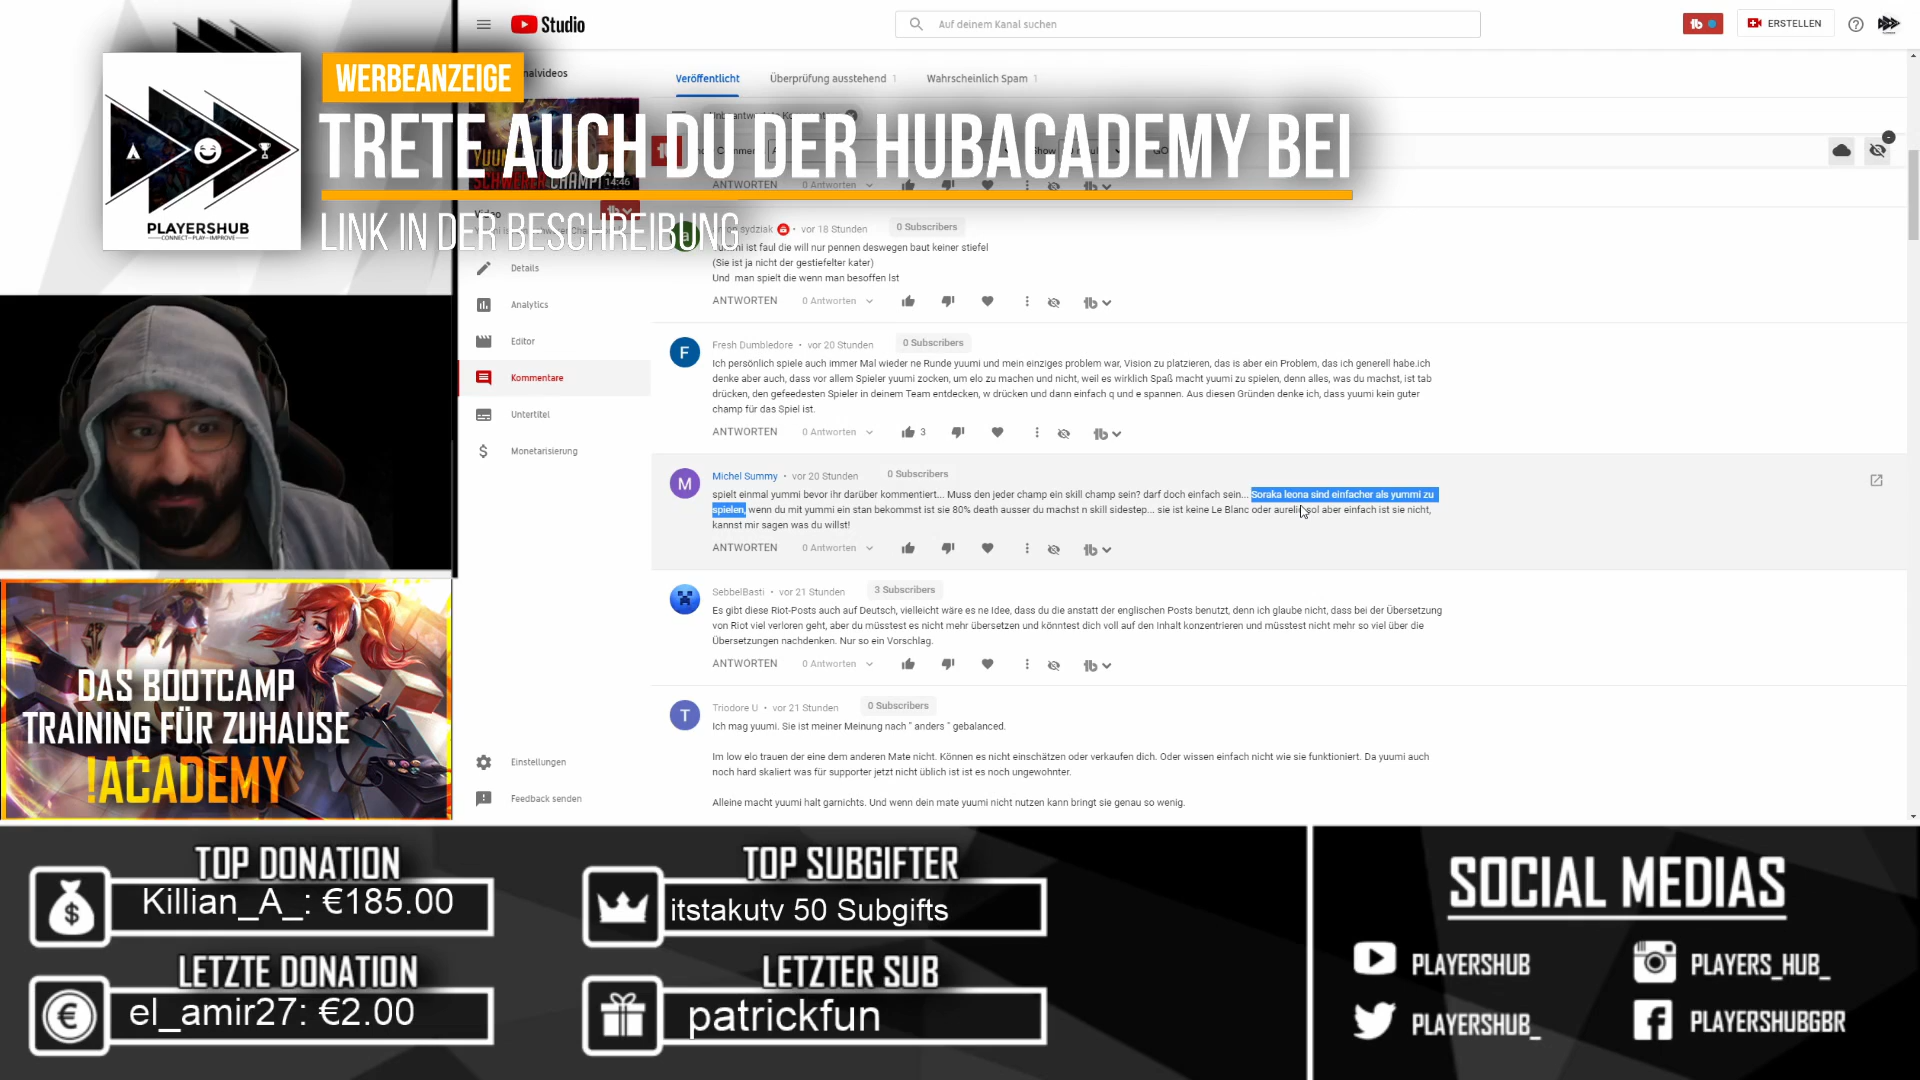 Studio
Auf deinem Kanal suchen
ERSTELLEN
WERBEANZEIGE
TRETE AUCH DU DER HUBACADEMY BEI
LINK IN DER BESCHREIBUNG
PLAYERSHUB
CONNECT-PLAY-IMPROVE
Veröffentlicht
Überprüfung ausstehend 1
Wahrscheinlich Spam 1
14:46
ANTWORTEN 0 Antworten
Video
Details
Analytics
Editor
Kommentare
Untertitel
Monetarisierung
Einstellungen
Feedback senden
vor 18 Stunden 0 Subscribers
ist faul die will nur pennen deswegen baut keiner stiefel
(Sie ist ja nicht der gestiefelter kater)
Und man spielt die wenn man besoffen Ist
ANTWORTEN 0 Antworten
F
Fresh Dumbledore • vor 20 Stunden 0 Subscribers
Ich persönlich spiele auch immer Mal wieder ne Runde yuumi und mein einziges problem war, Vision zu platzieren, das is aber ein Problem, das ich generell habe.ich
denke aber auch, dass vor allem Spieler yuumi zocken, um elo zu machen und nicht, weil es wirklich Spaß macht yuumi zu spielen, denn alles, was du machst, ist tab
drücken, den gefeedesten Spieler in deinem Team entdecken, w drücken und dann einfach q und e spannen. Aus diesen Gründen denke ich, dass yuumi kein guter
champ für das Spiel ist.
ANTWORTEN 0 Antworten 3
M
Michel Summy • vor 20 Stunden 0 Subscribers
spielt einmal yummi bevor ihr darüber kommentiert... Muss den jeder champ ein skill champ sein? darf doch einfach sein... Soraka leona sind einfacher als yummi zu
spielen, wenn du mit yummi ein stan bekommst ist sie 80% death ausser du machst n skill sidestep... sie ist keine Le Blanc oder aurelio sol aber einfach ist sie nicht,
kannst mir sagen was du willst!
ANTWORTEN 0 Antworten
SebbelBasti • vor 21 Stunden 3 Subscribers
Es gibt diese Riot-Posts auch auf Deutsch, vielleicht wäre es ne Idee, dass du die anstatt der englischen Posts benutzt, denn ich glaube nicht, dass bei der Übersetzung
von Riot viel verloren geht, aber du müsstest es nicht mehr übersetzen und könntest dich voll auf den Inhalt konzentrieren und müsstest nicht mehr so viel über die
Übersetzungen nachdenken. Nur so ein Vorschlag.
ANTWORTEN 0 Antworten
T
Triodore U • vor 21 Stunden 0 Subscribers
Ich mag yuumi. Sie ist meiner Meinung nach " anders " gebalanced.
Im low elo trauen der eine dem anderen Mate nicht. Können es nicht einschätzen oder verkaufen dich. Oder wissen einfach nicht wie sie funktioniert. Da yuumi auch
noch hard skaliert was für supporter jetzt nicht üblich ist ist es noch ungewohnter.
Alleine macht yuumi halt garnichts. Und wenn dein mate yuumi nicht nutzen kann bringt sie genau so wenig.
DAS BOOTCAMP
TRAINING FÜR ZUHAUSE
!ACADEMY
TOP DONATION
Killian_A_: €185.00
LETZTE DONATION
el_amir27: €2.00
TOP SUBGIFTER
itstakutv 50 Subgifts
LETZTER SUB
patrickfun
SOCIAL MEDIAS
PLAYERSHUB
PLAYERS_HUB_
PLAYERSHUB_
PLAYERSHUBGBR